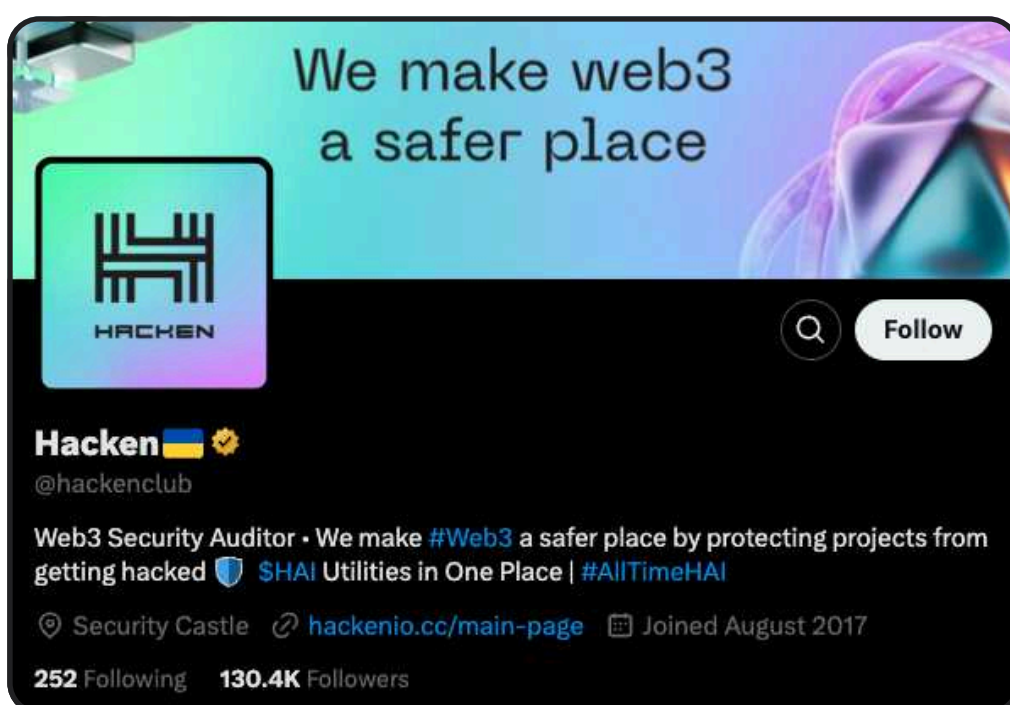 We make web3
a safer place
HACKEN
Follow
Hacken
@hackenclub
Web3 Security Auditor • We make #Web3 a safer place by protecting projects from
getting hacked $HAI Utilities in One Place | #AllTimeHAI
Security Castle hackenio.cc/main-page Joined August 2017
252 Following 130.4K Followers